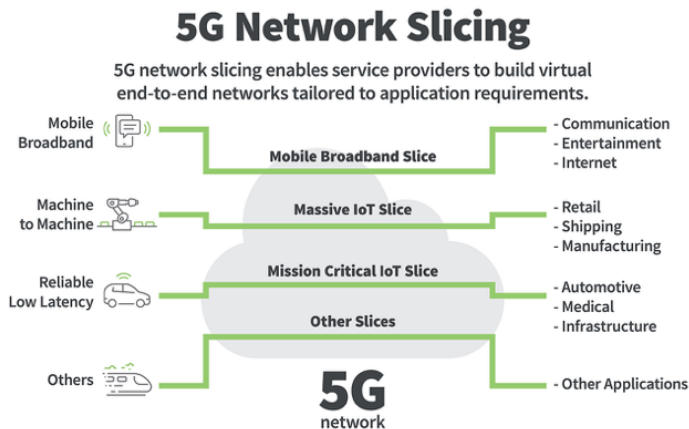 5G Network Slicing
5G network slicing enables service providers to build virtual
end-to-end networks tailored to application requirements.
Mobile
Broadband
Mobile Broadband Slice
- Communication
- Entertainment
- Internet
Machine
to Machine
Massive IoT Slice
- Retail
- Shipping
- Manufacturing
Reliable
Low Latency
Mission Critical IoT Slice
- Automotive
- Medical
- Infrastructure
Others
Other Slices
- Other Applications
5G
network